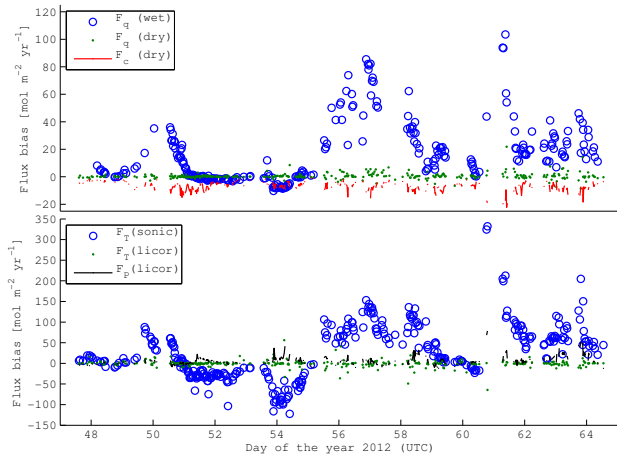 F_q (wet)
F_q (dry)
F_c (dry)
Flux bias [mol m^-2 yr^-1]
120
100
80
60
40
20
0
-20
F_T(sonic)
F_T(licor)
F_P(licor)
Flux bias [mol m^-2 yr^-1]
350
300
250
200
150
100
50
0
-50
-100
-150
48 50 52 54 56 58 60 62 64
Day of the year 2012 (UTC)